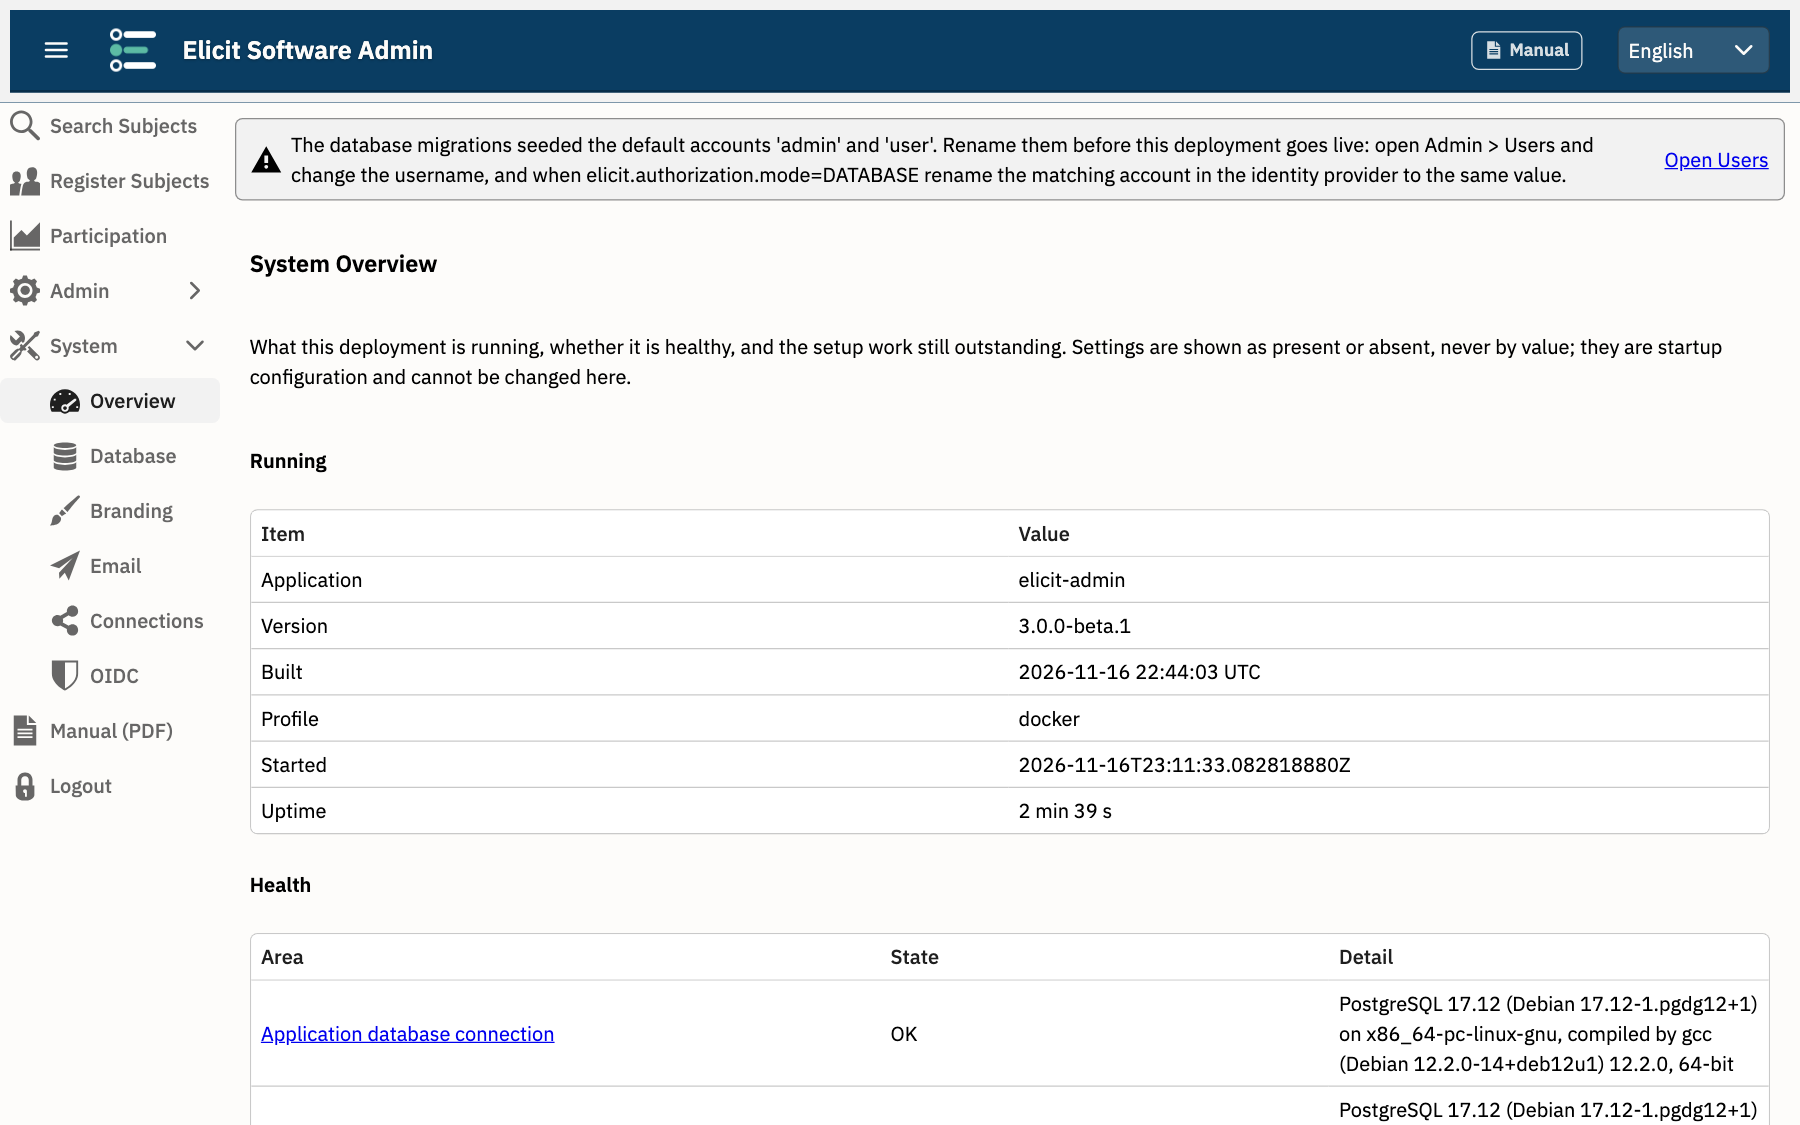 Elicit Software Admin
Manual
English
Search Subjects
Register Subjects
Participation
Admin
System
Overview
Database
Branding
Email
Connections
OIDC
Manual (PDF)
Logout
The database migrations seeded the default accounts 'admin' and 'user'. Rename them before this deployment goes live: open Admin > Users and
change the username, and when elicit.authorization.mode=DATABASE rename the matching account in the identity provider to the same value.
Open Users
System Overview
What this deployment is running, whether it is healthy, and the setup work still outstanding. Settings are shown as present or absent, never by value; they are startup
configuration and cannot be changed here.
Running
Item Value
Application elicit-admin
Version 3.0.0-beta.1
Built 2026-11-16 22:44:03 UTC
Profile docker
Started 2026-11-16T23:11:33.082818880Z
Uptime 2 min 39 s
Health
Area State Detail
Application database connection OK
PostgreSQL 17.12 (Debian 17.12-1.pgdg12+1)
on x86_64-pc-linux-gnu, compiled by gcc
(Debian 12.2.0-14+deb12u1) 12.2.0, 64-bit
PostgreSQL 17.12 (Debian 17.12-1.pgdg12+1)